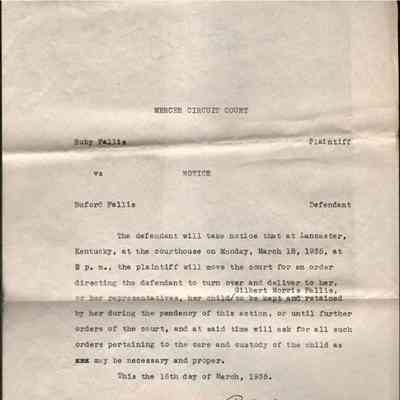 MERCER CIRCUIT COURT
Ruby Fallis Plaintiff
vs NOTICE
Buford Fallis Defendant
The defendant will take notice that at Lancaster,
Kentucky, at the courthouse on Monday, March 18, 1935, at
2 p. m., the plaintiff will move the court for an order
directing the defendant to turn over and deliver to her,
Gilbert Morris Fallis,
or her representatives, her child/to be kept and retained
by her during the pendency of this action, or until further
orders of the court, and at said time will ask for all such
orders pertaining to the care and custody of the child as
xxx may be necessary and proper.
This the 16th day of March, 1935.